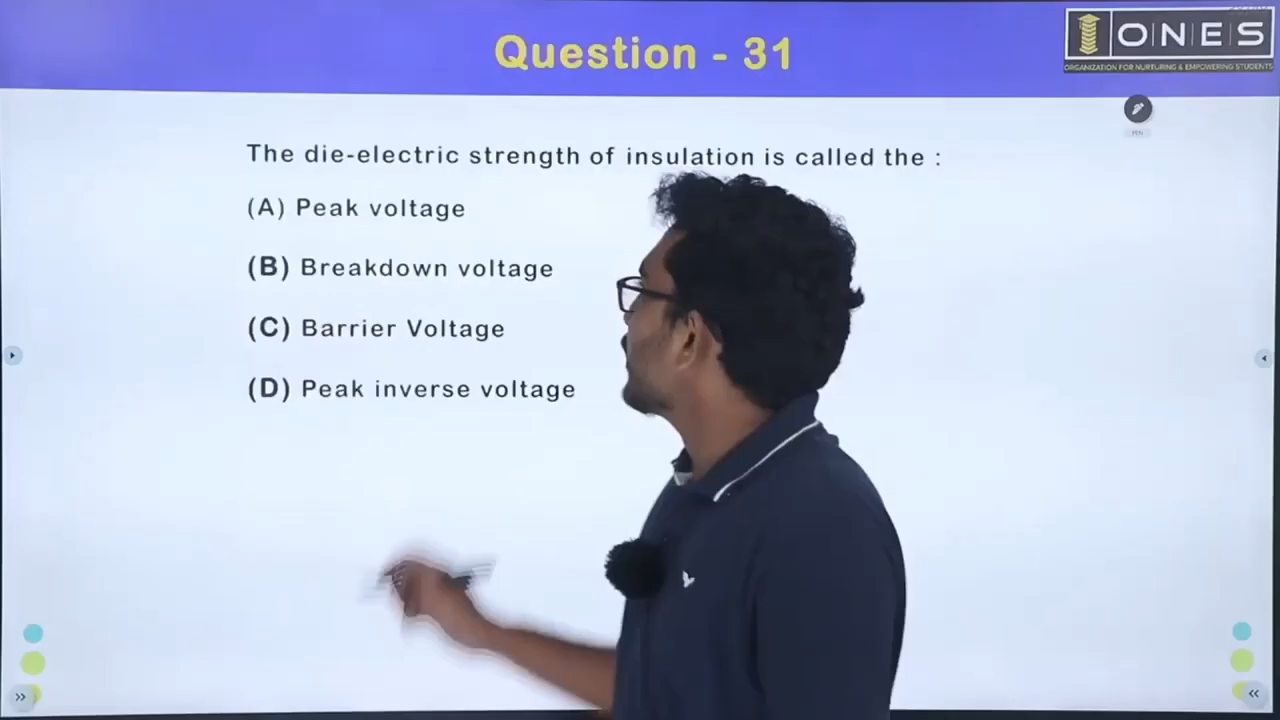 Question - 31
ONES
ORGANIZATION FOR NURTURING & EMPOWERING STUDENTS
PEN
The die-electric strength of insulation is called the :
(A) Peak voltage
(B) Breakdown voltage
(C) Barrier Voltage
(D) Peak inverse voltage